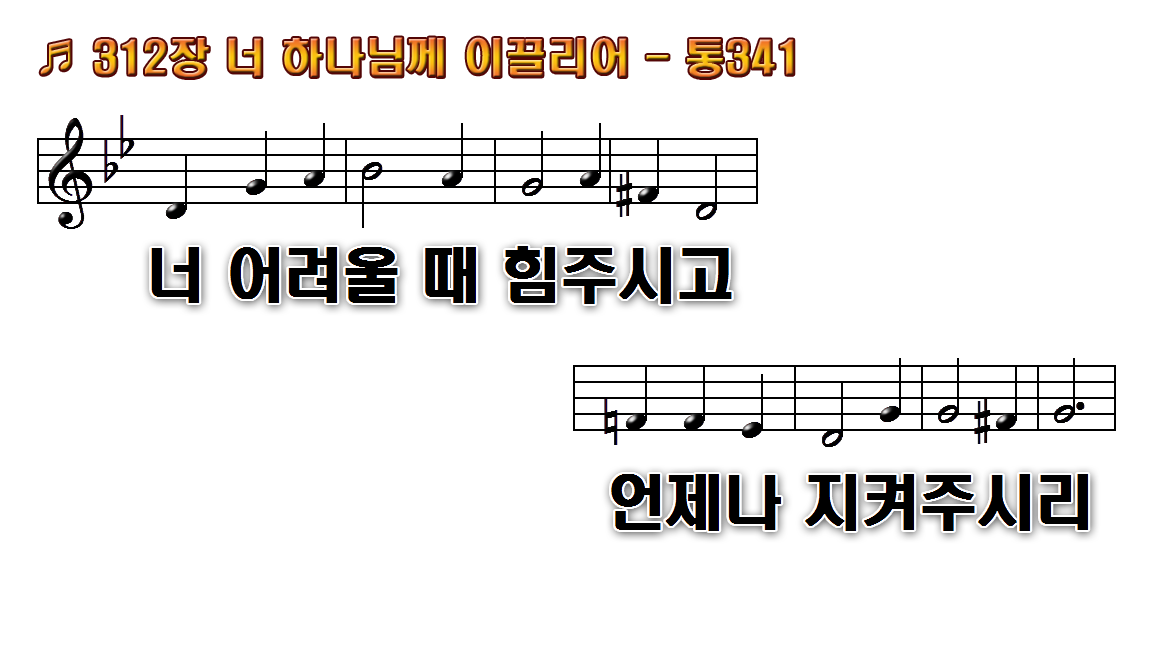 ♬ 312장 너 하나님께 이끌리어 - 통341
너 어려올 때 힘주시고
언제나 지켜주시리